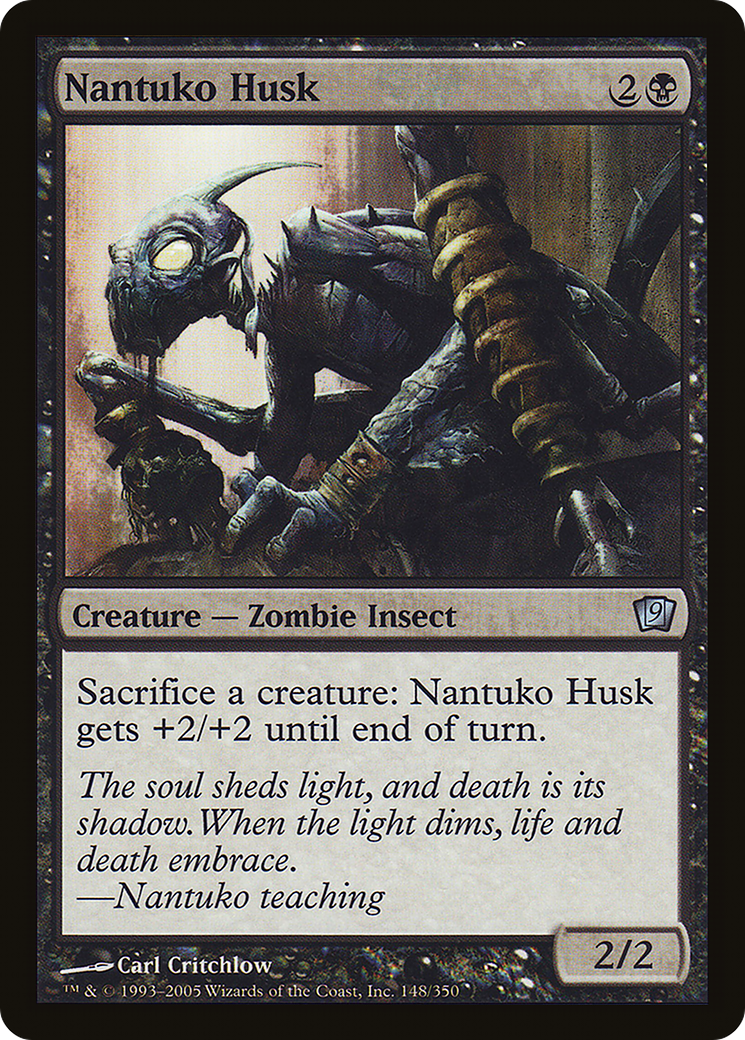 Nantuko Husk 2
Creature — Zombie Insect 9
Sacrifice a creature: Nantuko Husk
gets +2/+2 until end of turn.
The soul sheds light, and death is its
shadow. When the light dims, life and
death embrace.
—Nantuko teaching
2/2
Carl Critchlow
™ & © 1993–2005 Wizards of the Coast, Inc. 148/350